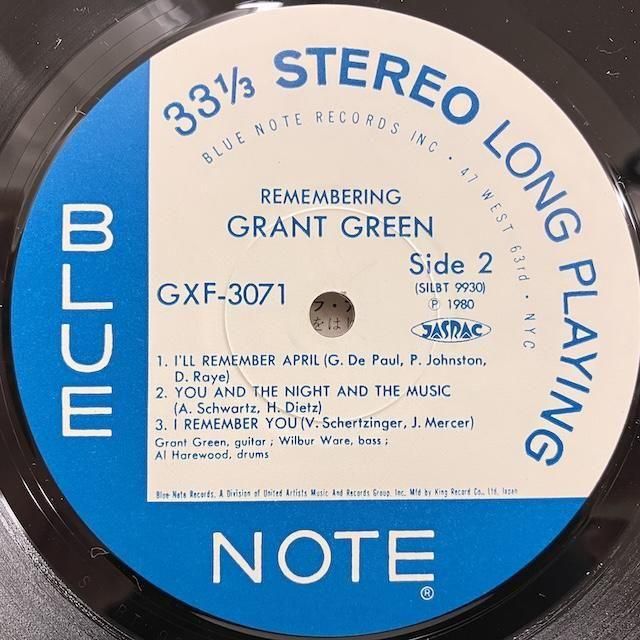 33⅓ STEREO LONG PLAYING
BLUE NOTE RECORDS INC • 47 WEST 63rd • NYC
REMEMBERING
GRANT GREEN
Side 2
GXF-3071
(SILBT 9930)
Ⓟ 1980
JASRAC
をは
1. I'LL REMEMBER APRIL (G. De Paul, P. Johnston,
D. Raye)
2. YOU AND THE NIGHT AND THE MUSIC
(A. Schwartz, H. Dietz)
3. I REMEMBER YOU (V. Schertzinger, J. Mercer)
Grant Green, guitar ; Wilbur Ware, bass ;
Al Harewood, drums
Blue Note Records, A Division of United Artists Music And Records Group, Inc. Mfd by King Record Co., Ltd, Japan
BLUE
NOTE®